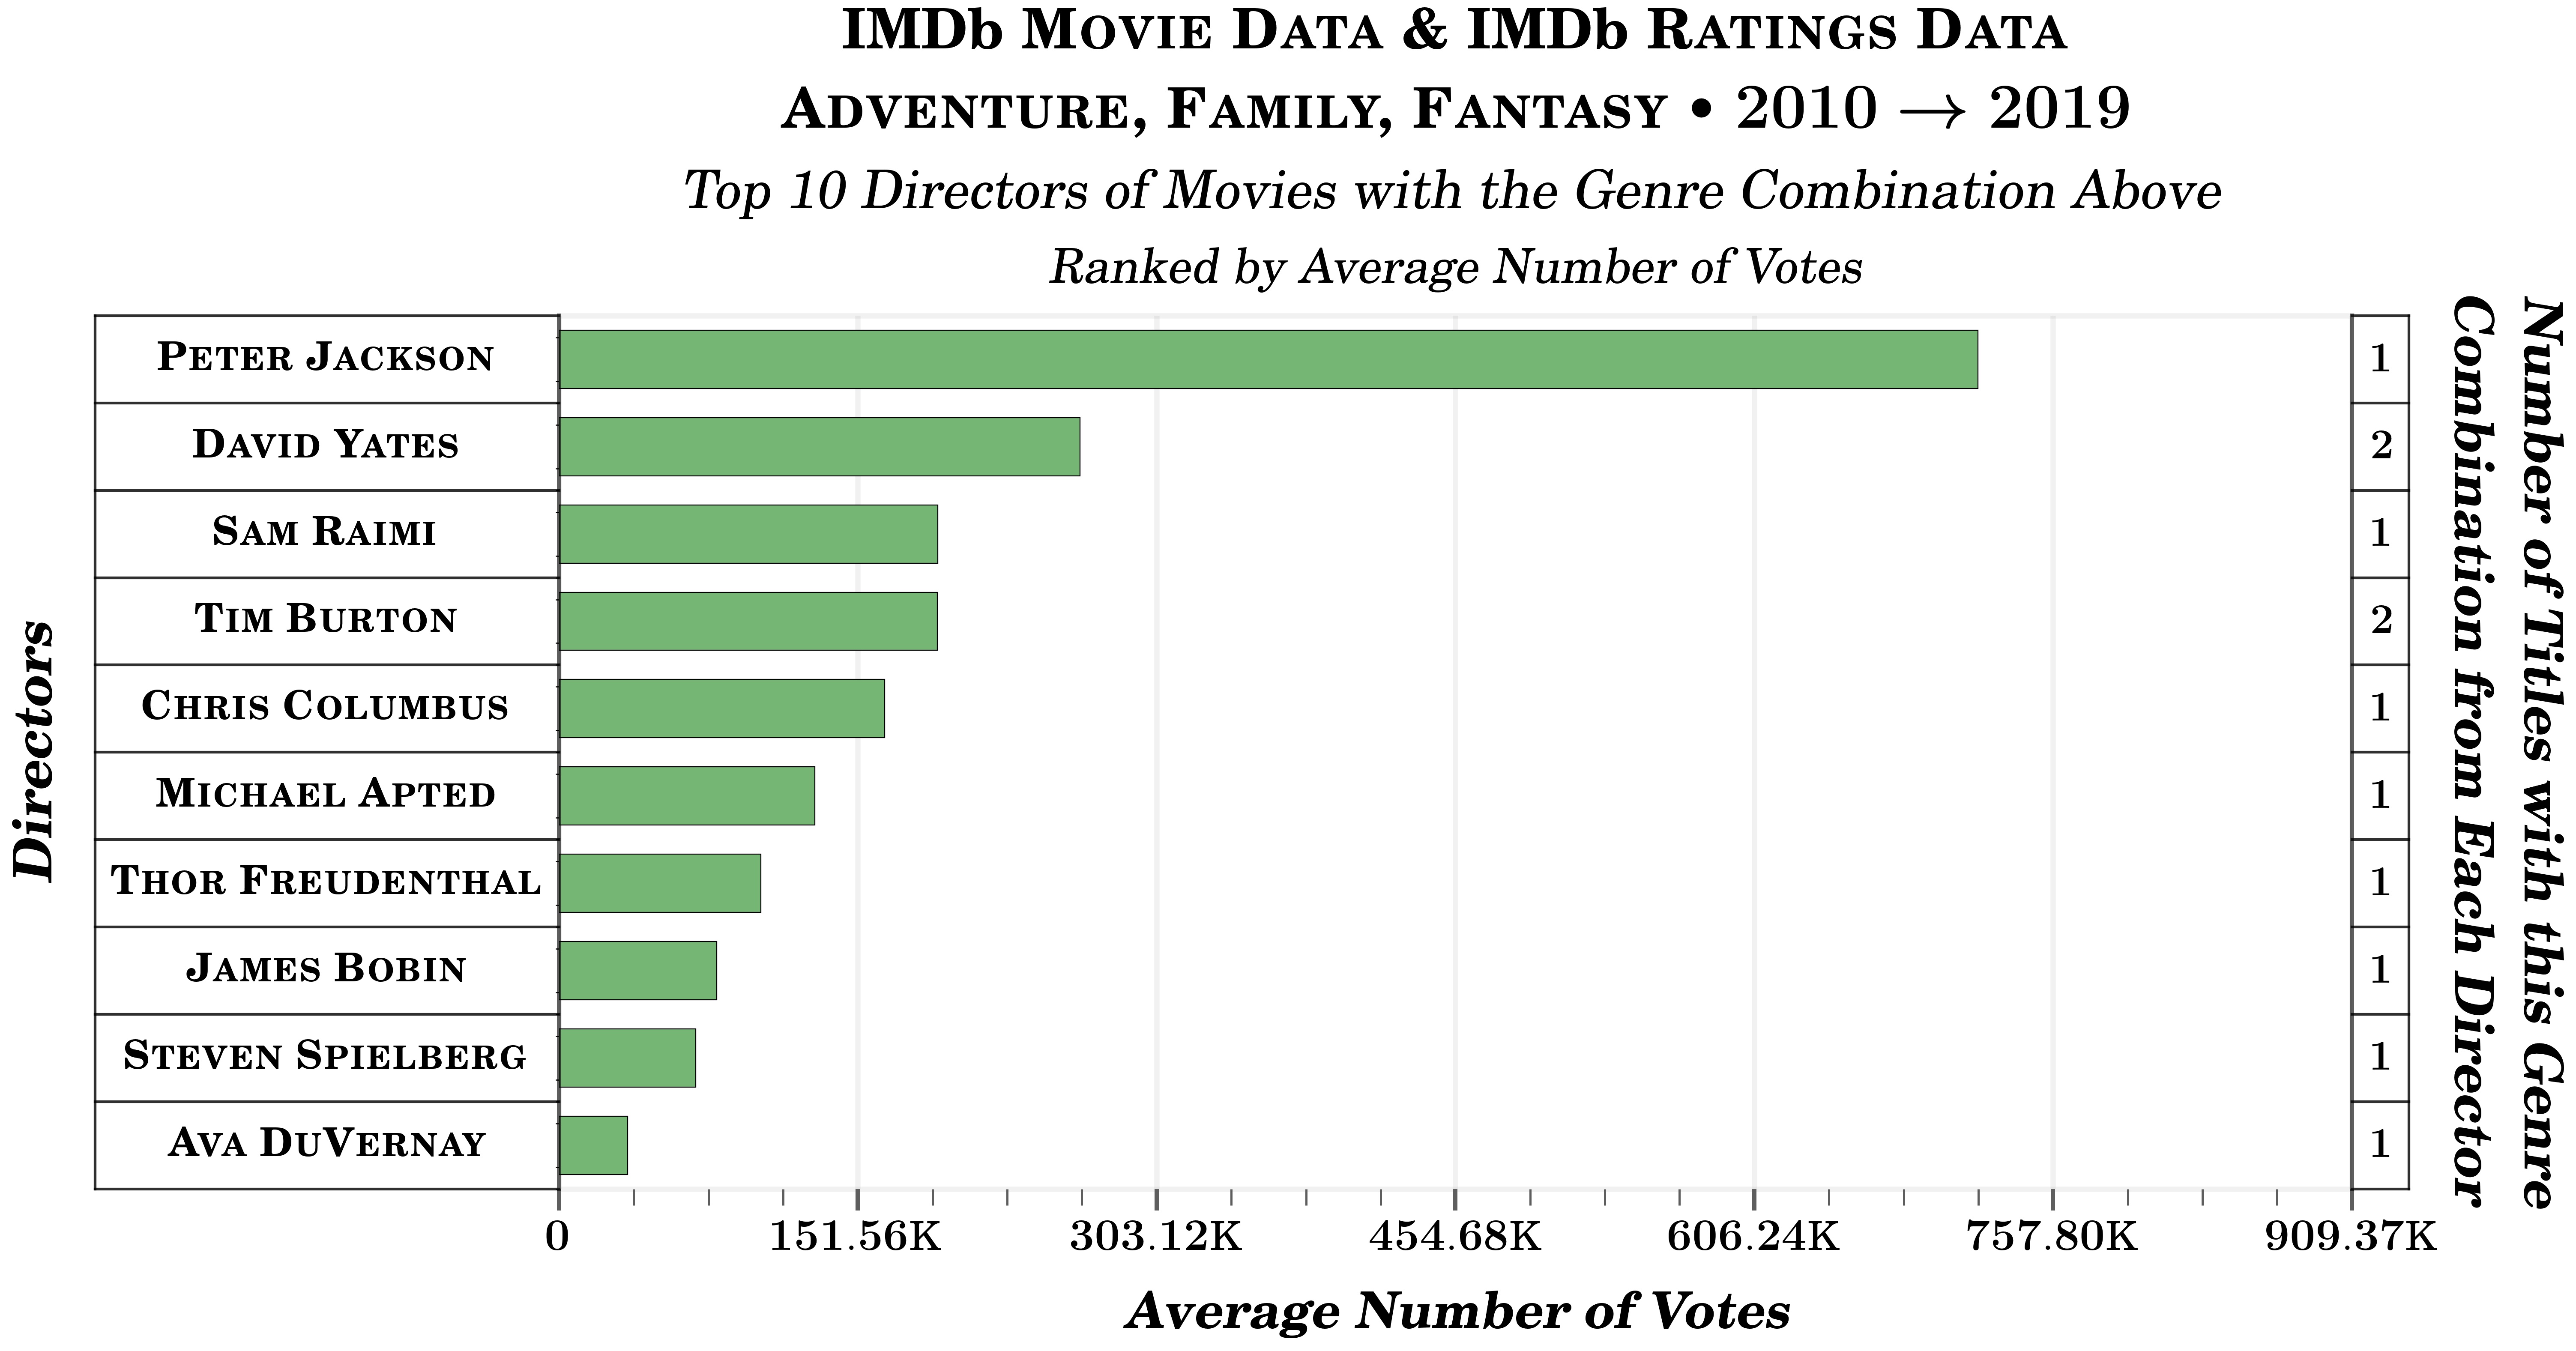 IMDb Movie Data & IMDb Ratings Data
Adventure, Family, Fantasy • 2010 → 2019
Top 10 Directors of Movies with the Genre Combination Above
Ranked by Average Number of Votes
Directors
Peter Jackson 1
David Yates 2
Sam Raimi 1
Tim Burton 2
Chris Columbus 1
Michael Apted 1
Thor Freudenthal 1
James Bobin 1
Steven Spielberg 1
Ava DuVernay 1
0 151.56K 303.12K 454.68K 606.24K 757.80K 909.37K
Average Number of Votes
Number of Titles with this Genre
Combination from Each Director